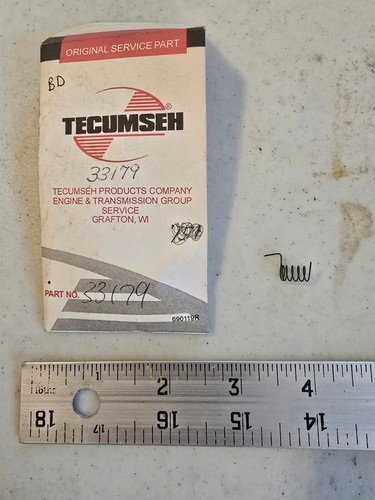 ORIGINAL SERVICE PART
BD
TECUMSEH®
33179
TECUMSEH PRODUCTS COMPANY
ENGINE & TRANSMISSION GROUP
SERVICE
GRAFTON, WI
PART NO. 33179
690119R
2 3 4
18 17 16 15 14